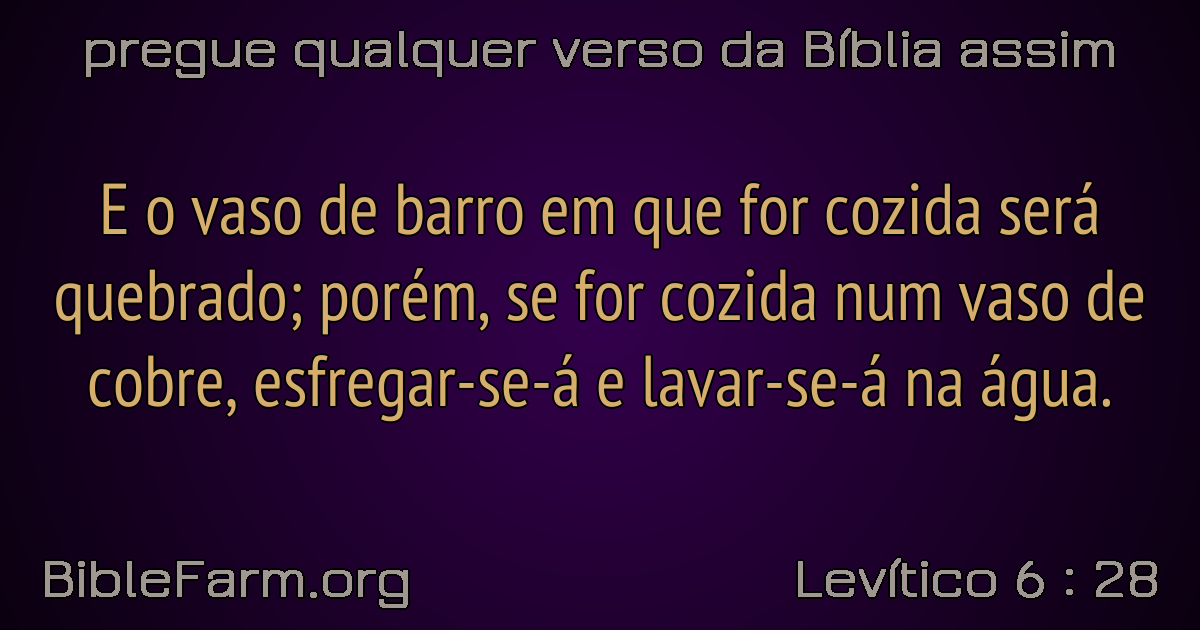 pregue qualquer verso da Bíblia assim
E o vaso de barro em que for cozida será
quebrado; porém, se for cozida num vaso de
cobre, esfregar-se-á e lavar-se-á na água.
BibleFarm.org
Levítico 6 : 28